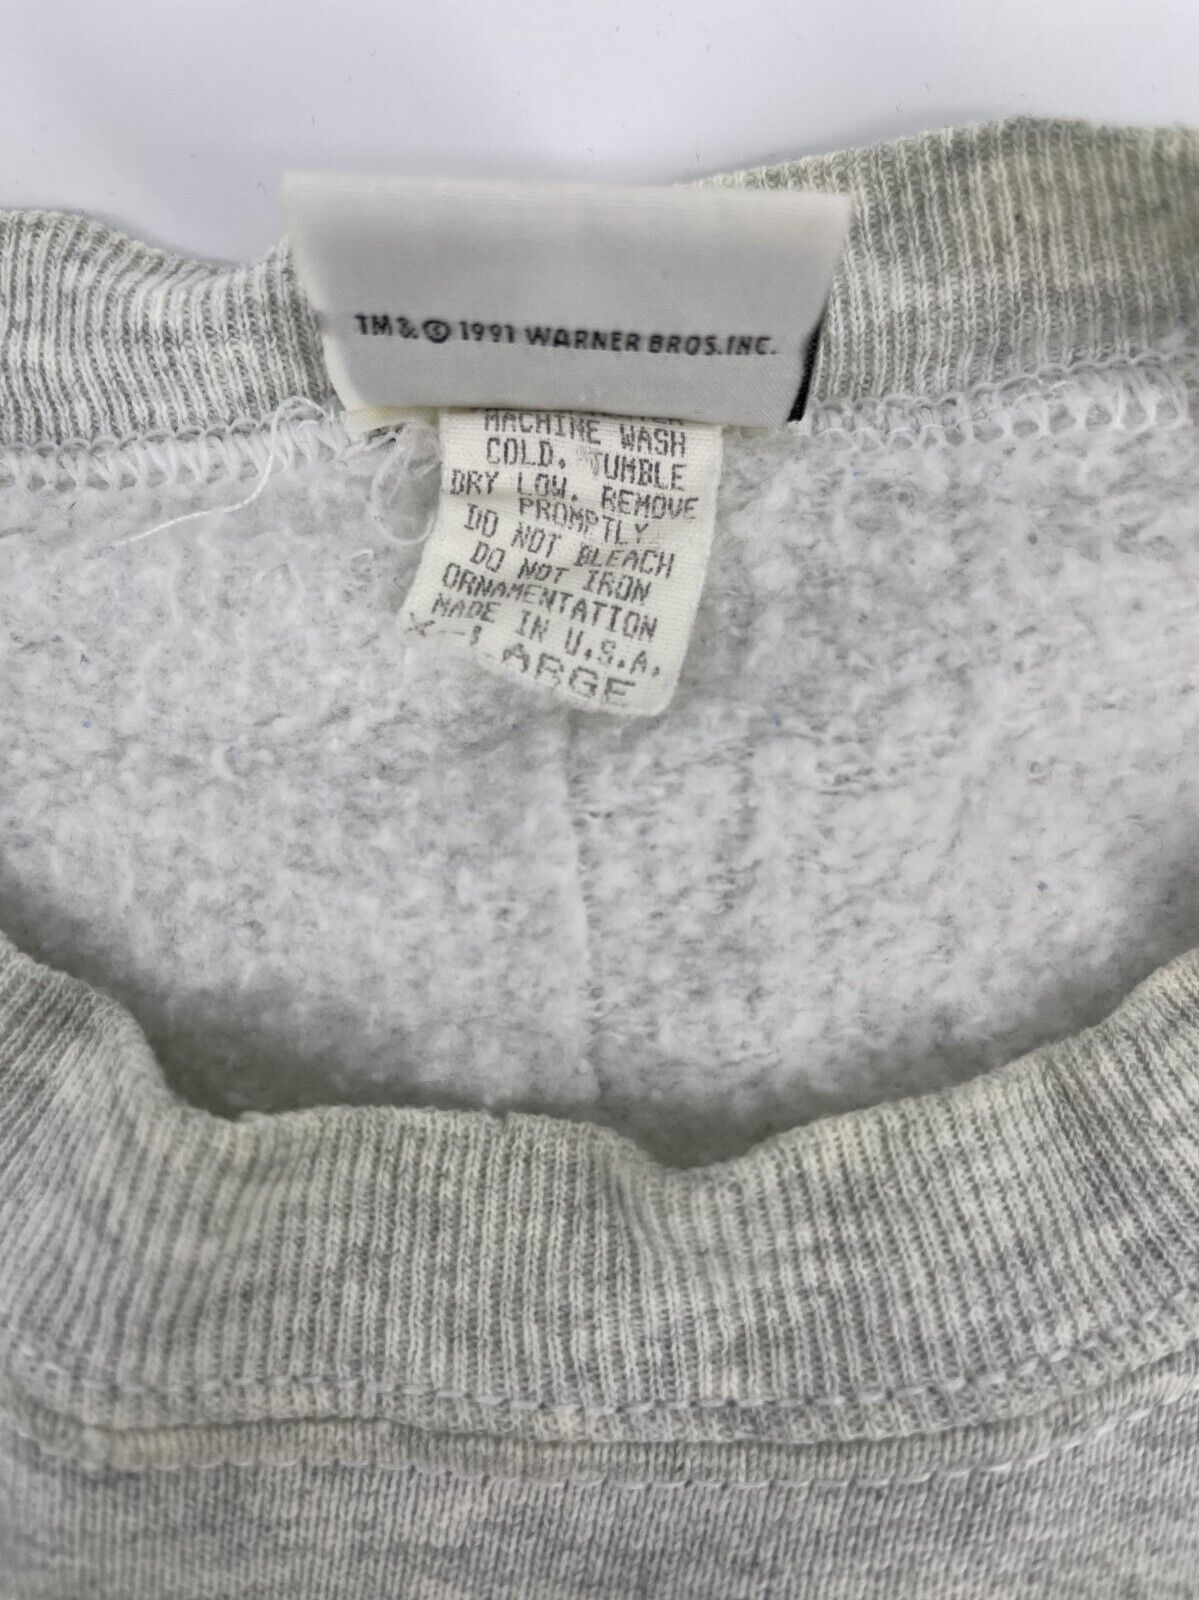 TM & © 1991 WARNER BROS. INC.
MACHINE WASH
COLD. TUMBLE
DRY LOW. REMOVE
PROMPTLY
DO NOT BLEACH
DO NOT IRON
ORNAMENTATION
MADE IN U.S.A.
X-LARGE